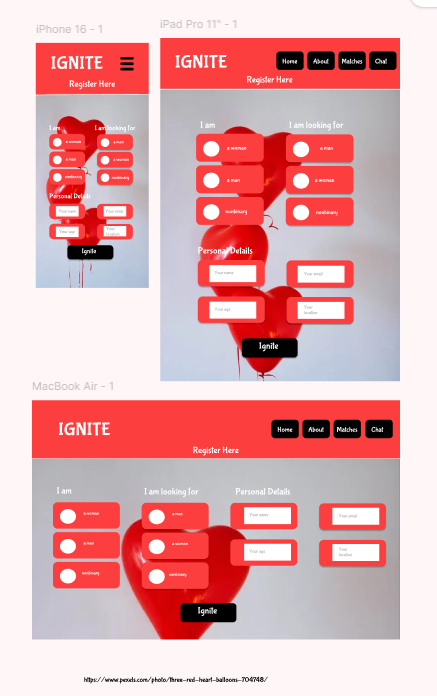 iPhone 16 - 1
IGNITE
Register Here
I am
I am looking for
a woman
a man
a man
a woman
nonbinary
nonbinary
Personal Details
Your name
Your email
Your age
Your
location
Ignite
iPad Pro 11" - 1
IGNITE
Home
About
Matches
Chat
Register Here
I am
I am looking for
a woman
a man
a man
a woman
nonbinary
nonbinary
Personal Details
Your name
Your email
Your age
Your
location
Ignite
MacBook Air - 1
IGNITE
Home
About
Matches
Chat
Register Here
I am
I am looking for
Personal Details
a woman
a man
Your name
Your email
a man
a woman
Your age
Your
location
nonbinary
nonbinary
Ignite
https://www.pexels.com/photo/three-red-heart-balloons-704748/